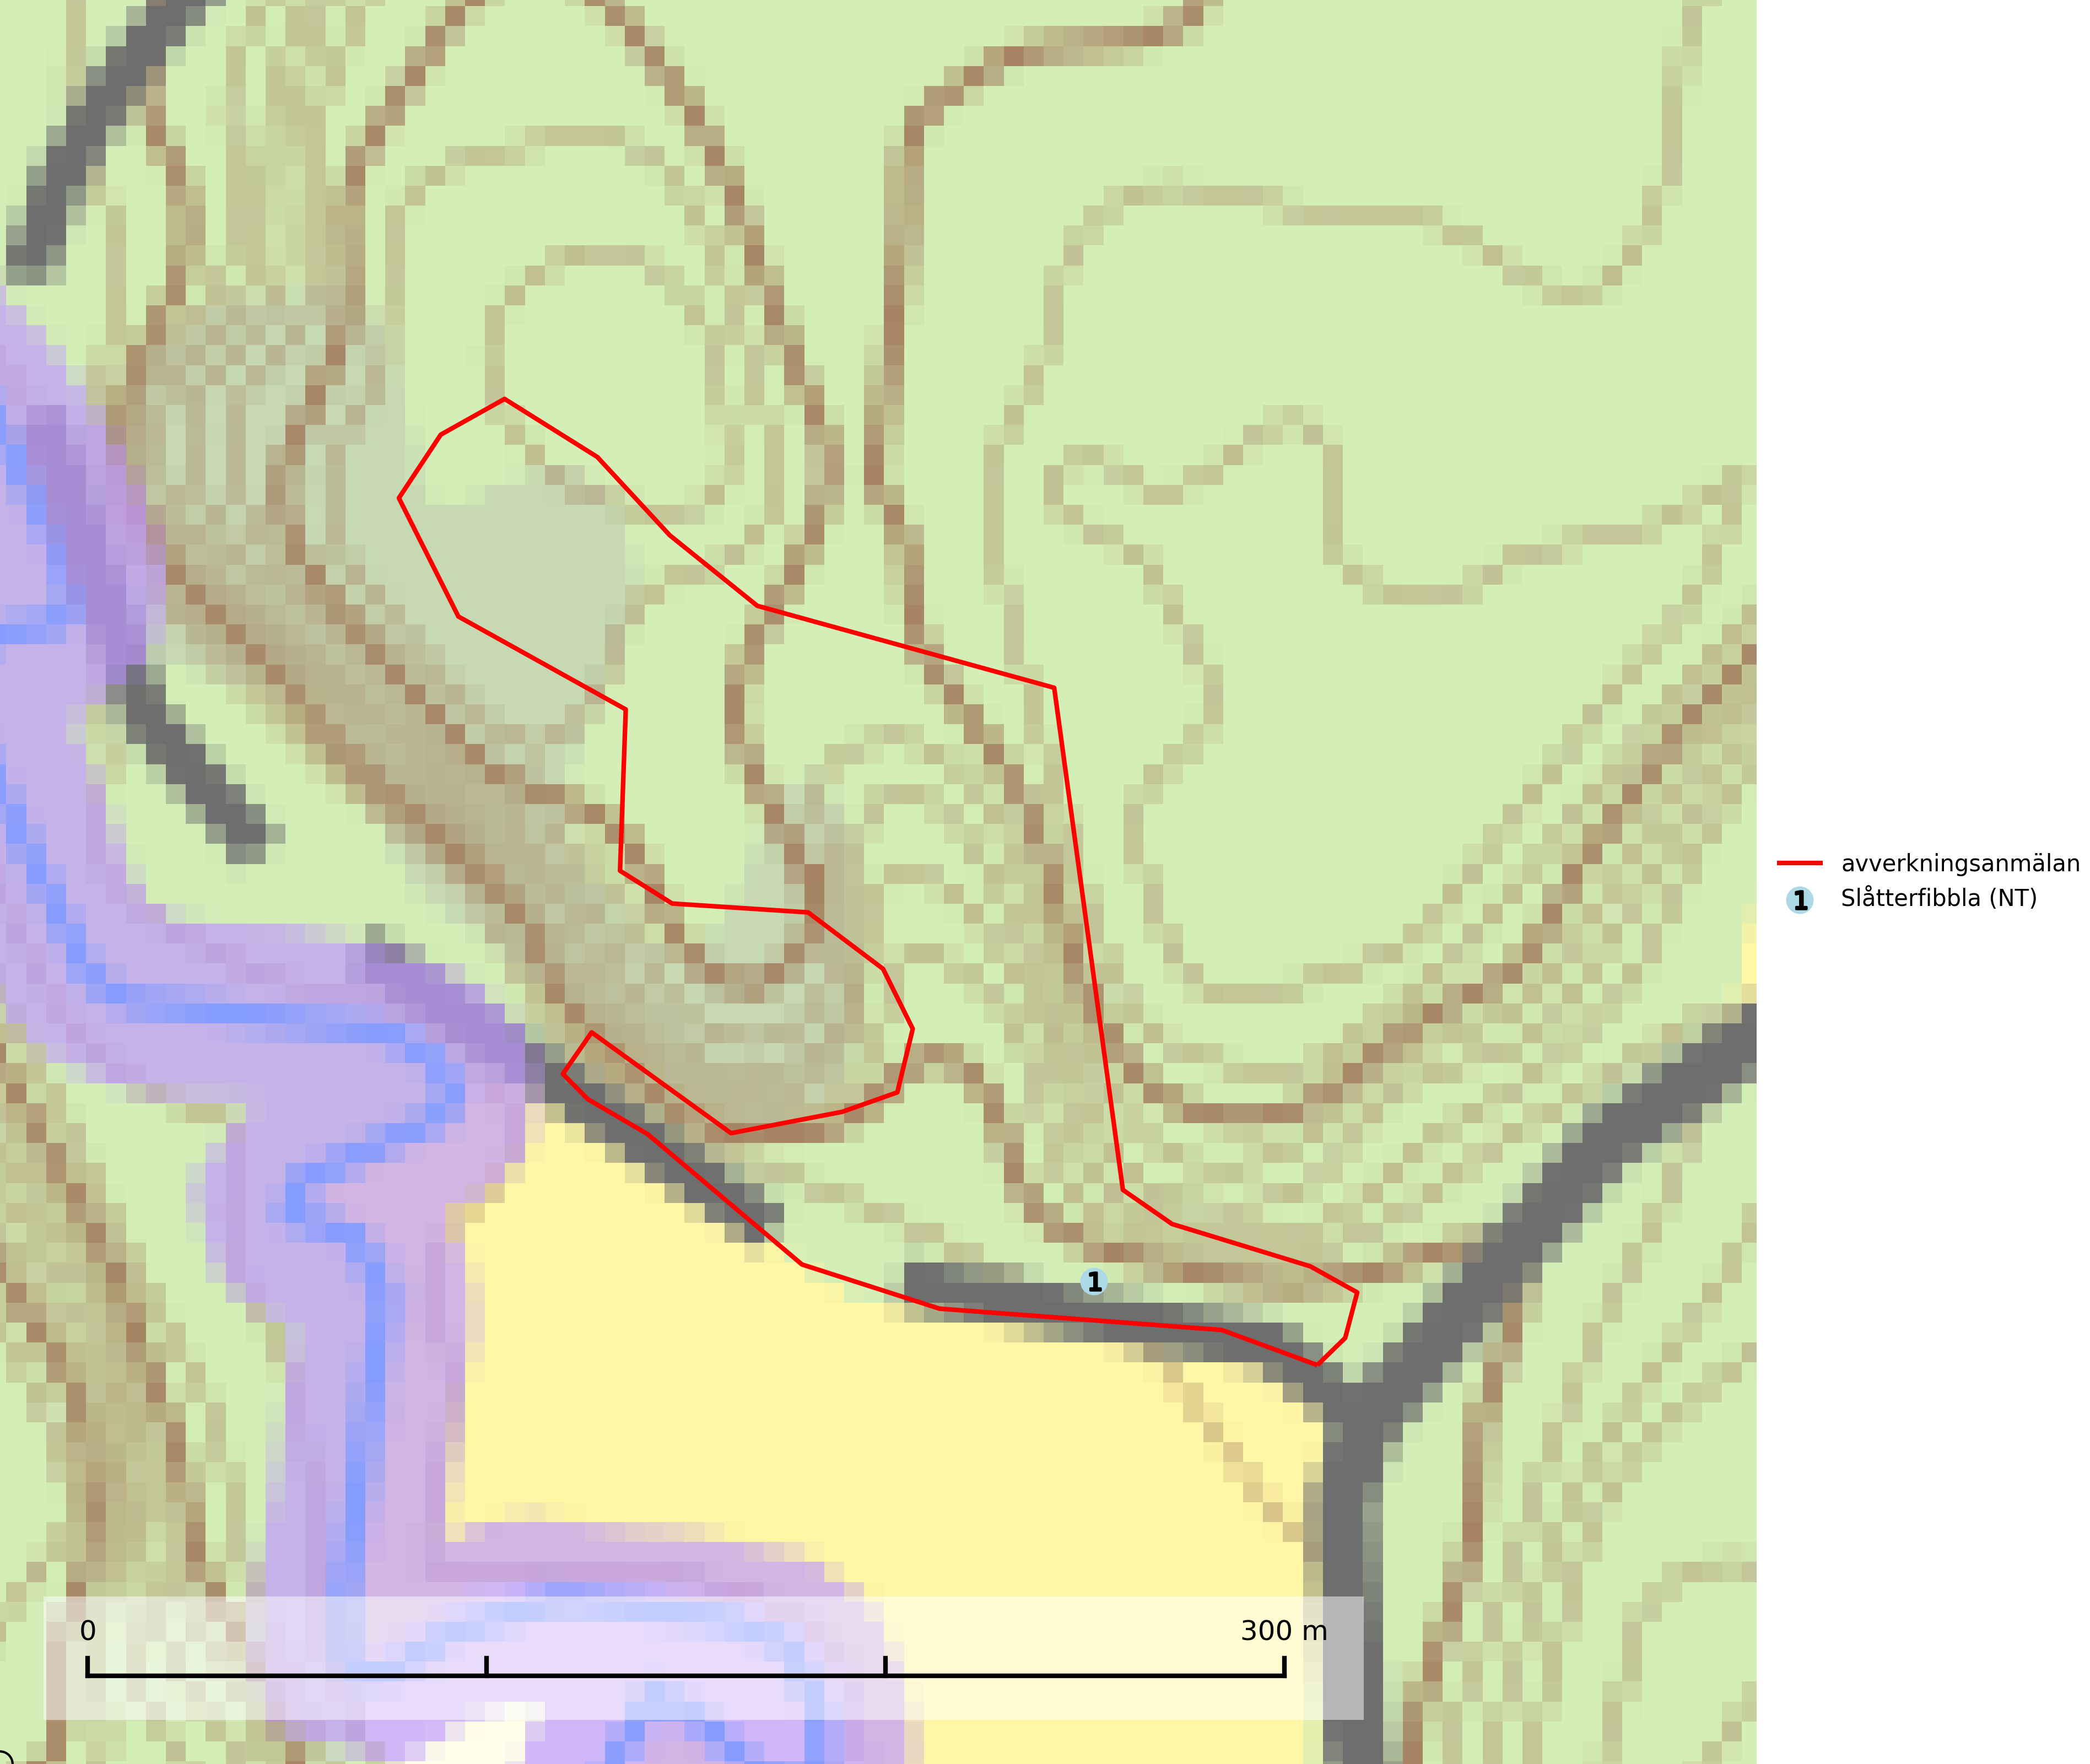 avverkningsanmälan
1 Slåtterfibbla (NT)
1
0 300 m